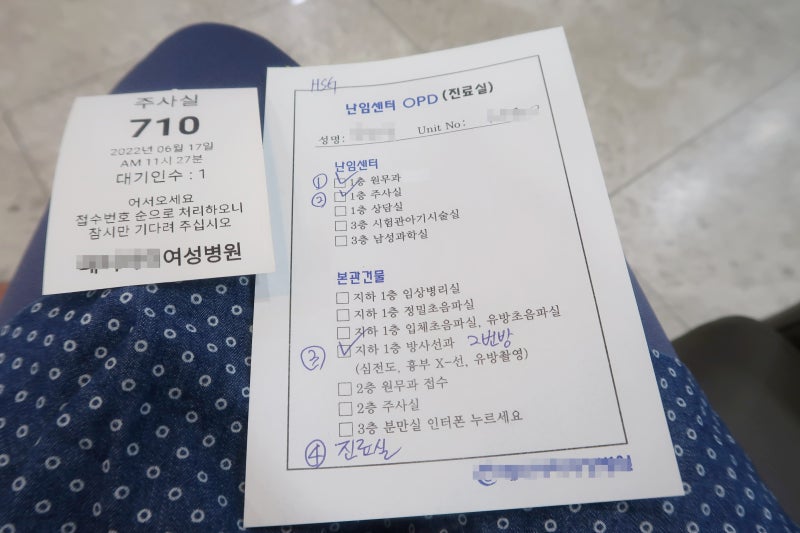 주사실
710
2022년 06월 17일
AM 11시 27분
대기인수 : 1
어서오세요
접수번호 순으로 처리하오니
잠시만 기다려 주십시오
여성병원
HSG
난임센터 OPD (진료실)
성명: Unit No:
난임센터
① 1층 원무과
② 1층 주사실
1층 상담실
3층 시험관아기시술실
3층 남성과학실
본관건물
지하 1층 임상병리실
지하 1층 정밀초음파실
지하 1층 입체초음파실, 유방초음파실
③ 지하 1층 방사선과 2번방
(심전도, 흉부 X-선, 유방촬영)
2층 원무과 접수
2층 주사실
3층 분만실 인터폰 누르세요
④ 진료실